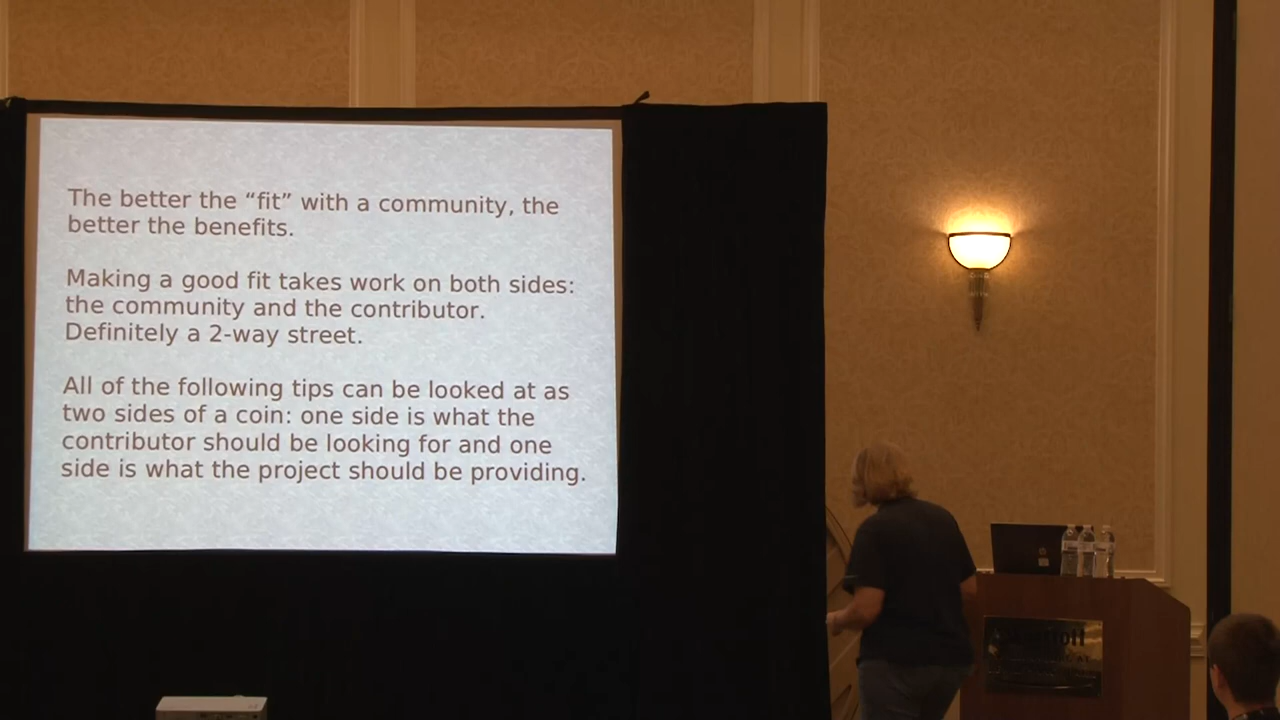 The better the “fit” with a community, the
better the benefits.
Making a good fit takes work on both sides:
the community and the contributor.
Definitely a 2-way street.
All of the following tips can be looked at as
two sides of a coin: one side is what the
contributor should be looking for and one
side is what the project should be providing.
Marriott